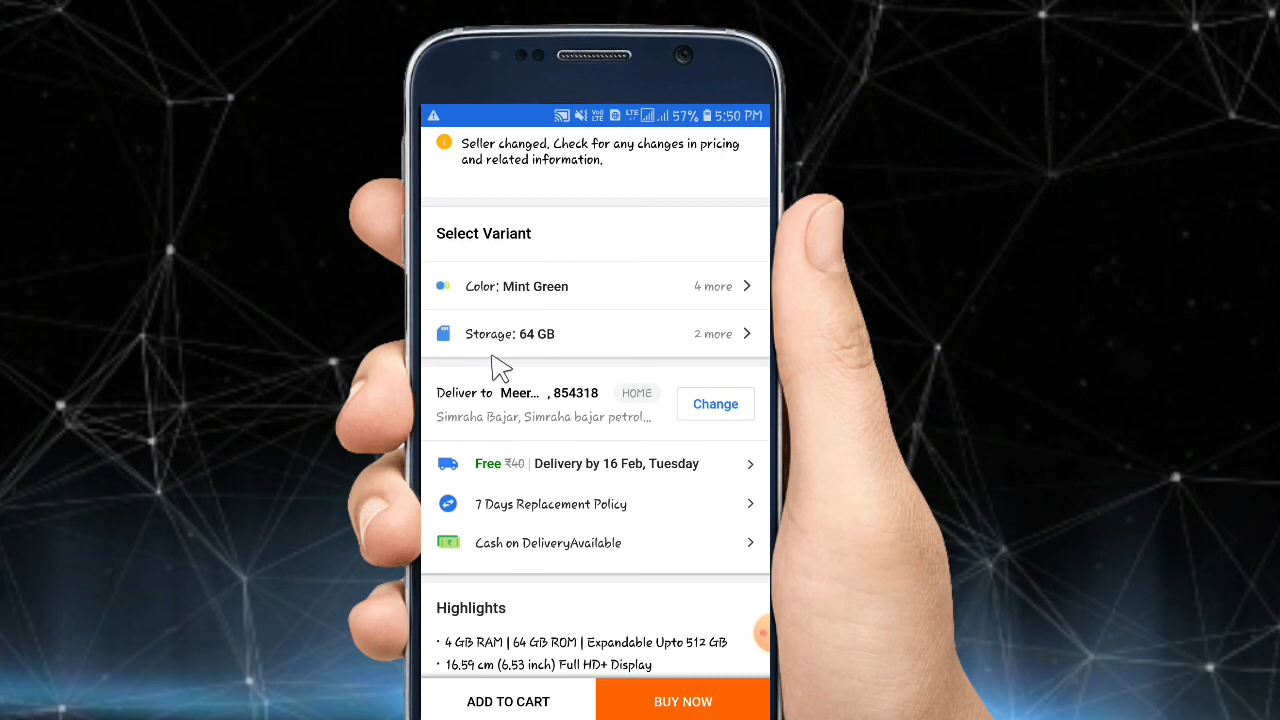 VoB LTE LTE 57% 5:50 PM
Seller changed. Check for any changes in pricing
and related information.
Select Variant
Color: Mint Green 4 more
Storage: 64 GB 2 more
Deliver to Meer... , 854318 HOME
Simraha Bajar, Simraha bajar petrol...
Change
Free ₹40 | Delivery by 16 Feb, Tuesday
7 Days Replacement Policy
Cash on DeliveryAvailable
Highlights
· 4 GB RAM | 64 GB ROM | Expandable Upto 512 GB
· 16.59 cm (6.53 inch) Full HD+ Display
ADD TO CART BUY NOW